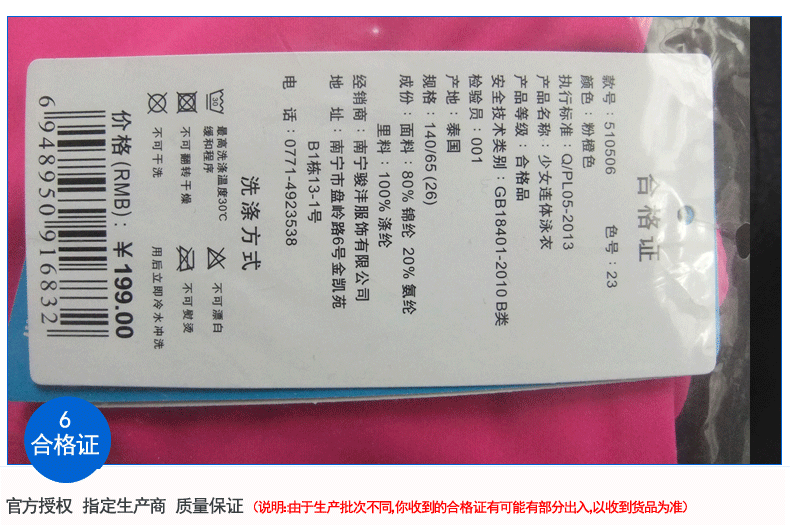 合格证
款号：510506 色号：23
颜色：粉橙色
执行标准：Q/PL05-2013
产品名称：少女连体泳衣
产品等级：合格品
安全技术类别：GB18401-2010 B类
检验员：001
产地：泰国
规格：140/65 (26)
成份：面料：80% 锦纶 20% 氨纶
里料：100% 涤纶
经销商：南宁骏沣服饰有限公司
地 址：南宁市盘岭路6号金凯苑
B1栋13-1号
电 话：0771-4923538
洗涤方式
30 最高洗涤温度30℃
缓和程序
不可漂白
不可翻转干燥
不可熨烫
不可干洗
用后立即冷水冲洗
价格(RMB)：￥199.00
6 948950 916832
6
合格证
官方授权 指定生产商 质量保证 (说明:由于生产批次不同,你收到的合格证有可能有部分出入,以收到货品为准)